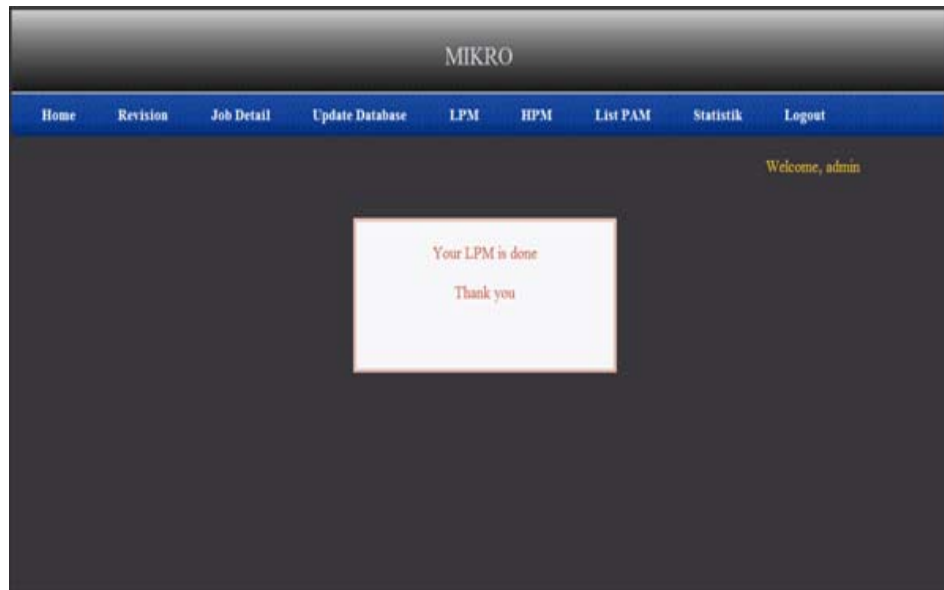 MIKRO
Home Revision Job Detail Update Database LPM HPM List PAM Statistik Logout
Welcome, admin
Your LPM is done
Thank you